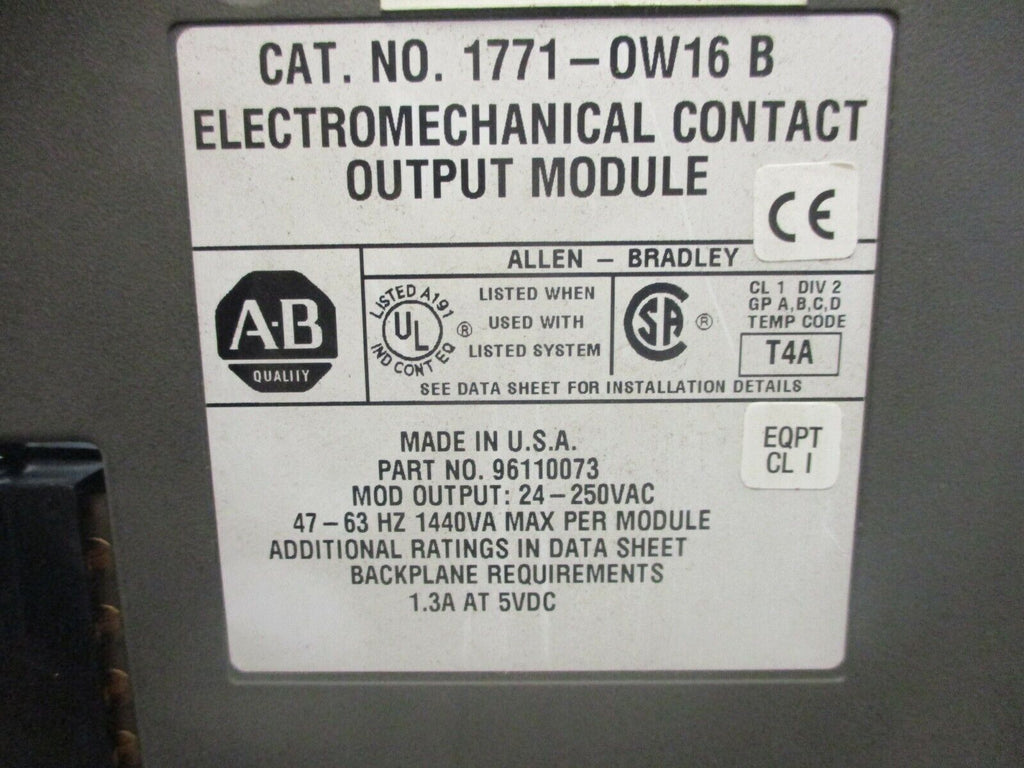 CAT. NO. 1771-OW16 B
ELECTROMECHANICAL CONTACT
OUTPUT MODULE
CE
ALLEN - BRADLEY
A-B
QUALITY
LISTED A191
UL ®
IND CONT EQ
LISTED WHEN
USED WITH
LISTED SYSTEM
SA ®
CL 1 DIV 2
GP A,B,C,D
TEMP CODE
T4A
SEE DATA SHEET FOR INSTALLATION DETAILS
EQPT
CL I
MADE IN U.S.A.
PART NO. 96110073
MOD OUTPUT: 24-250VAC
47-63 HZ 1440VA MAX PER MODULE
ADDITIONAL RATINGS IN DATA SHEET
BACKPLANE REQUIREMENTS
1.3A AT 5VDC